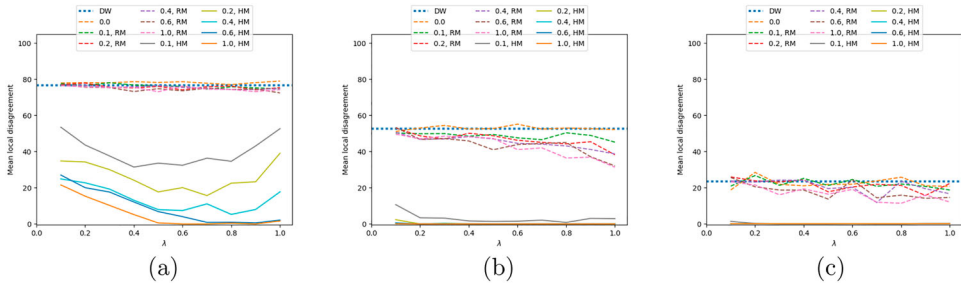 DW
0.0
0.1, RM
0.2, RM
0.4, RM
0.6, RM
1.0, RM
0.1, HM
0.2, HM
0.4, HM
0.6, HM
1.0, HM
Mean local disagreement
100
80
60
40
20
0
0.0 0.2 0.4 0.6 0.8 1.0
λ
(a)
DW
0.0
0.1, RM
0.2, RM
0.4, RM
0.6, RM
1.0, RM
0.1, HM
0.2, HM
0.4, HM
0.6, HM
1.0, HM
Mean local disagreement
100
80
60
40
20
0
0.0 0.2 0.4 0.6 0.8 1.0
λ
(b)
DW
0.0
0.1, RM
0.2, RM
0.4, RM
0.6, RM
1.0, RM
0.1, HM
0.2, HM
0.4, HM
0.6, HM
1.0, HM
Mean local disagreement
100
80
60
40
20
0
0.0 0.2 0.4 0.6 0.8 1.0
λ
(c)